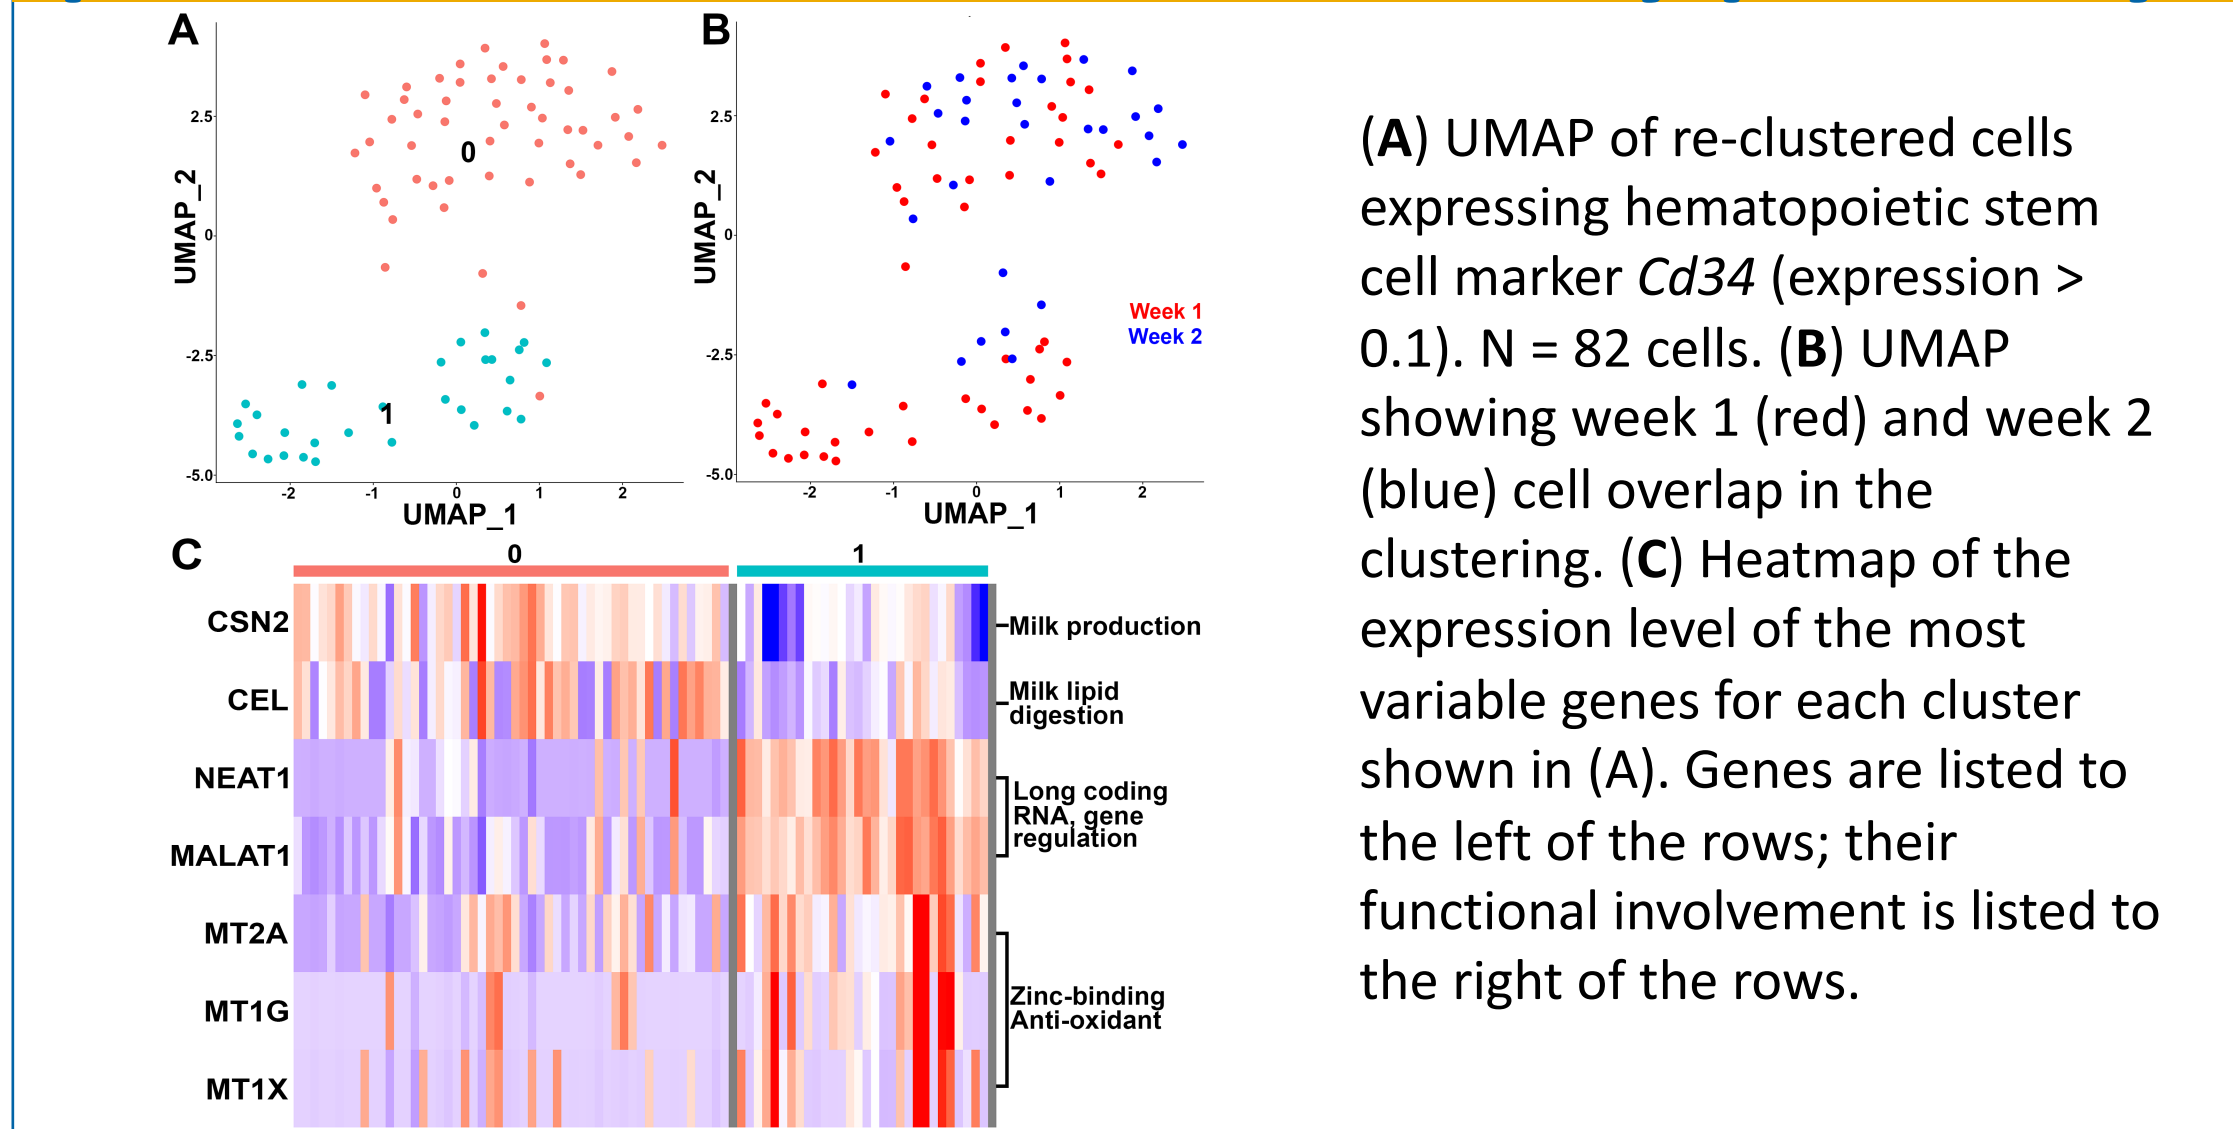 A
B
2.5
0
-2.5
-5.0
UMAP_2
0
1
-2
-1
0
1
2
UMAP_1
2.5
0
-2.5
-5.0
UMAP_2
Week 1
Week 2
-2
-1
0
1
2
UMAP_1
C
0
1
CSN2
CEL
NEAT1
MALAT1
MT2A
MT1G
MT1X
Milk production
Milk lipid
digestion
Long coding
RNA, gene
regulation
Zinc-binding
Anti-oxidant
(A) UMAP of re-clustered cells
expressing hematopoietic stem
cell marker Cd34 (expression >
0.1). N = 82 cells. (B) UMAP
showing week 1 (red) and week 2
(blue) cell overlap in the
clustering. (C) Heatmap of the
expression level of the most
variable genes for each cluster
shown in (A). Genes are listed to
the left of the rows; their
functional involvement is listed to
the right of the rows.